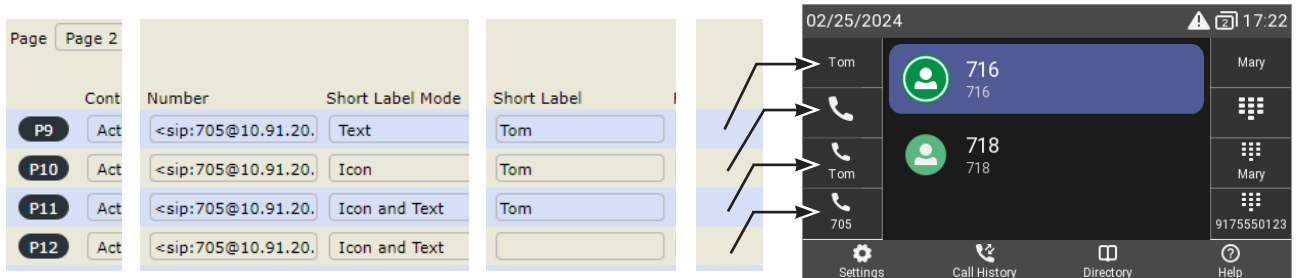 Page Page 2
Cont Number Short Label Mode Short Label
P9 Act <sip:705@10.91.20. Text Tom
P10 Act <sip:705@10.91.20. Icon Tom
P11 Act <sip:705@10.91.20. Icon and Text Tom
P12 Act <sip:705@10.91.20. Icon and Text
02/25/2024 2 17:22
Tom 716 Mary
716
718
Tom 718 Mary
705 9175550123
Settings Call History Directory Help